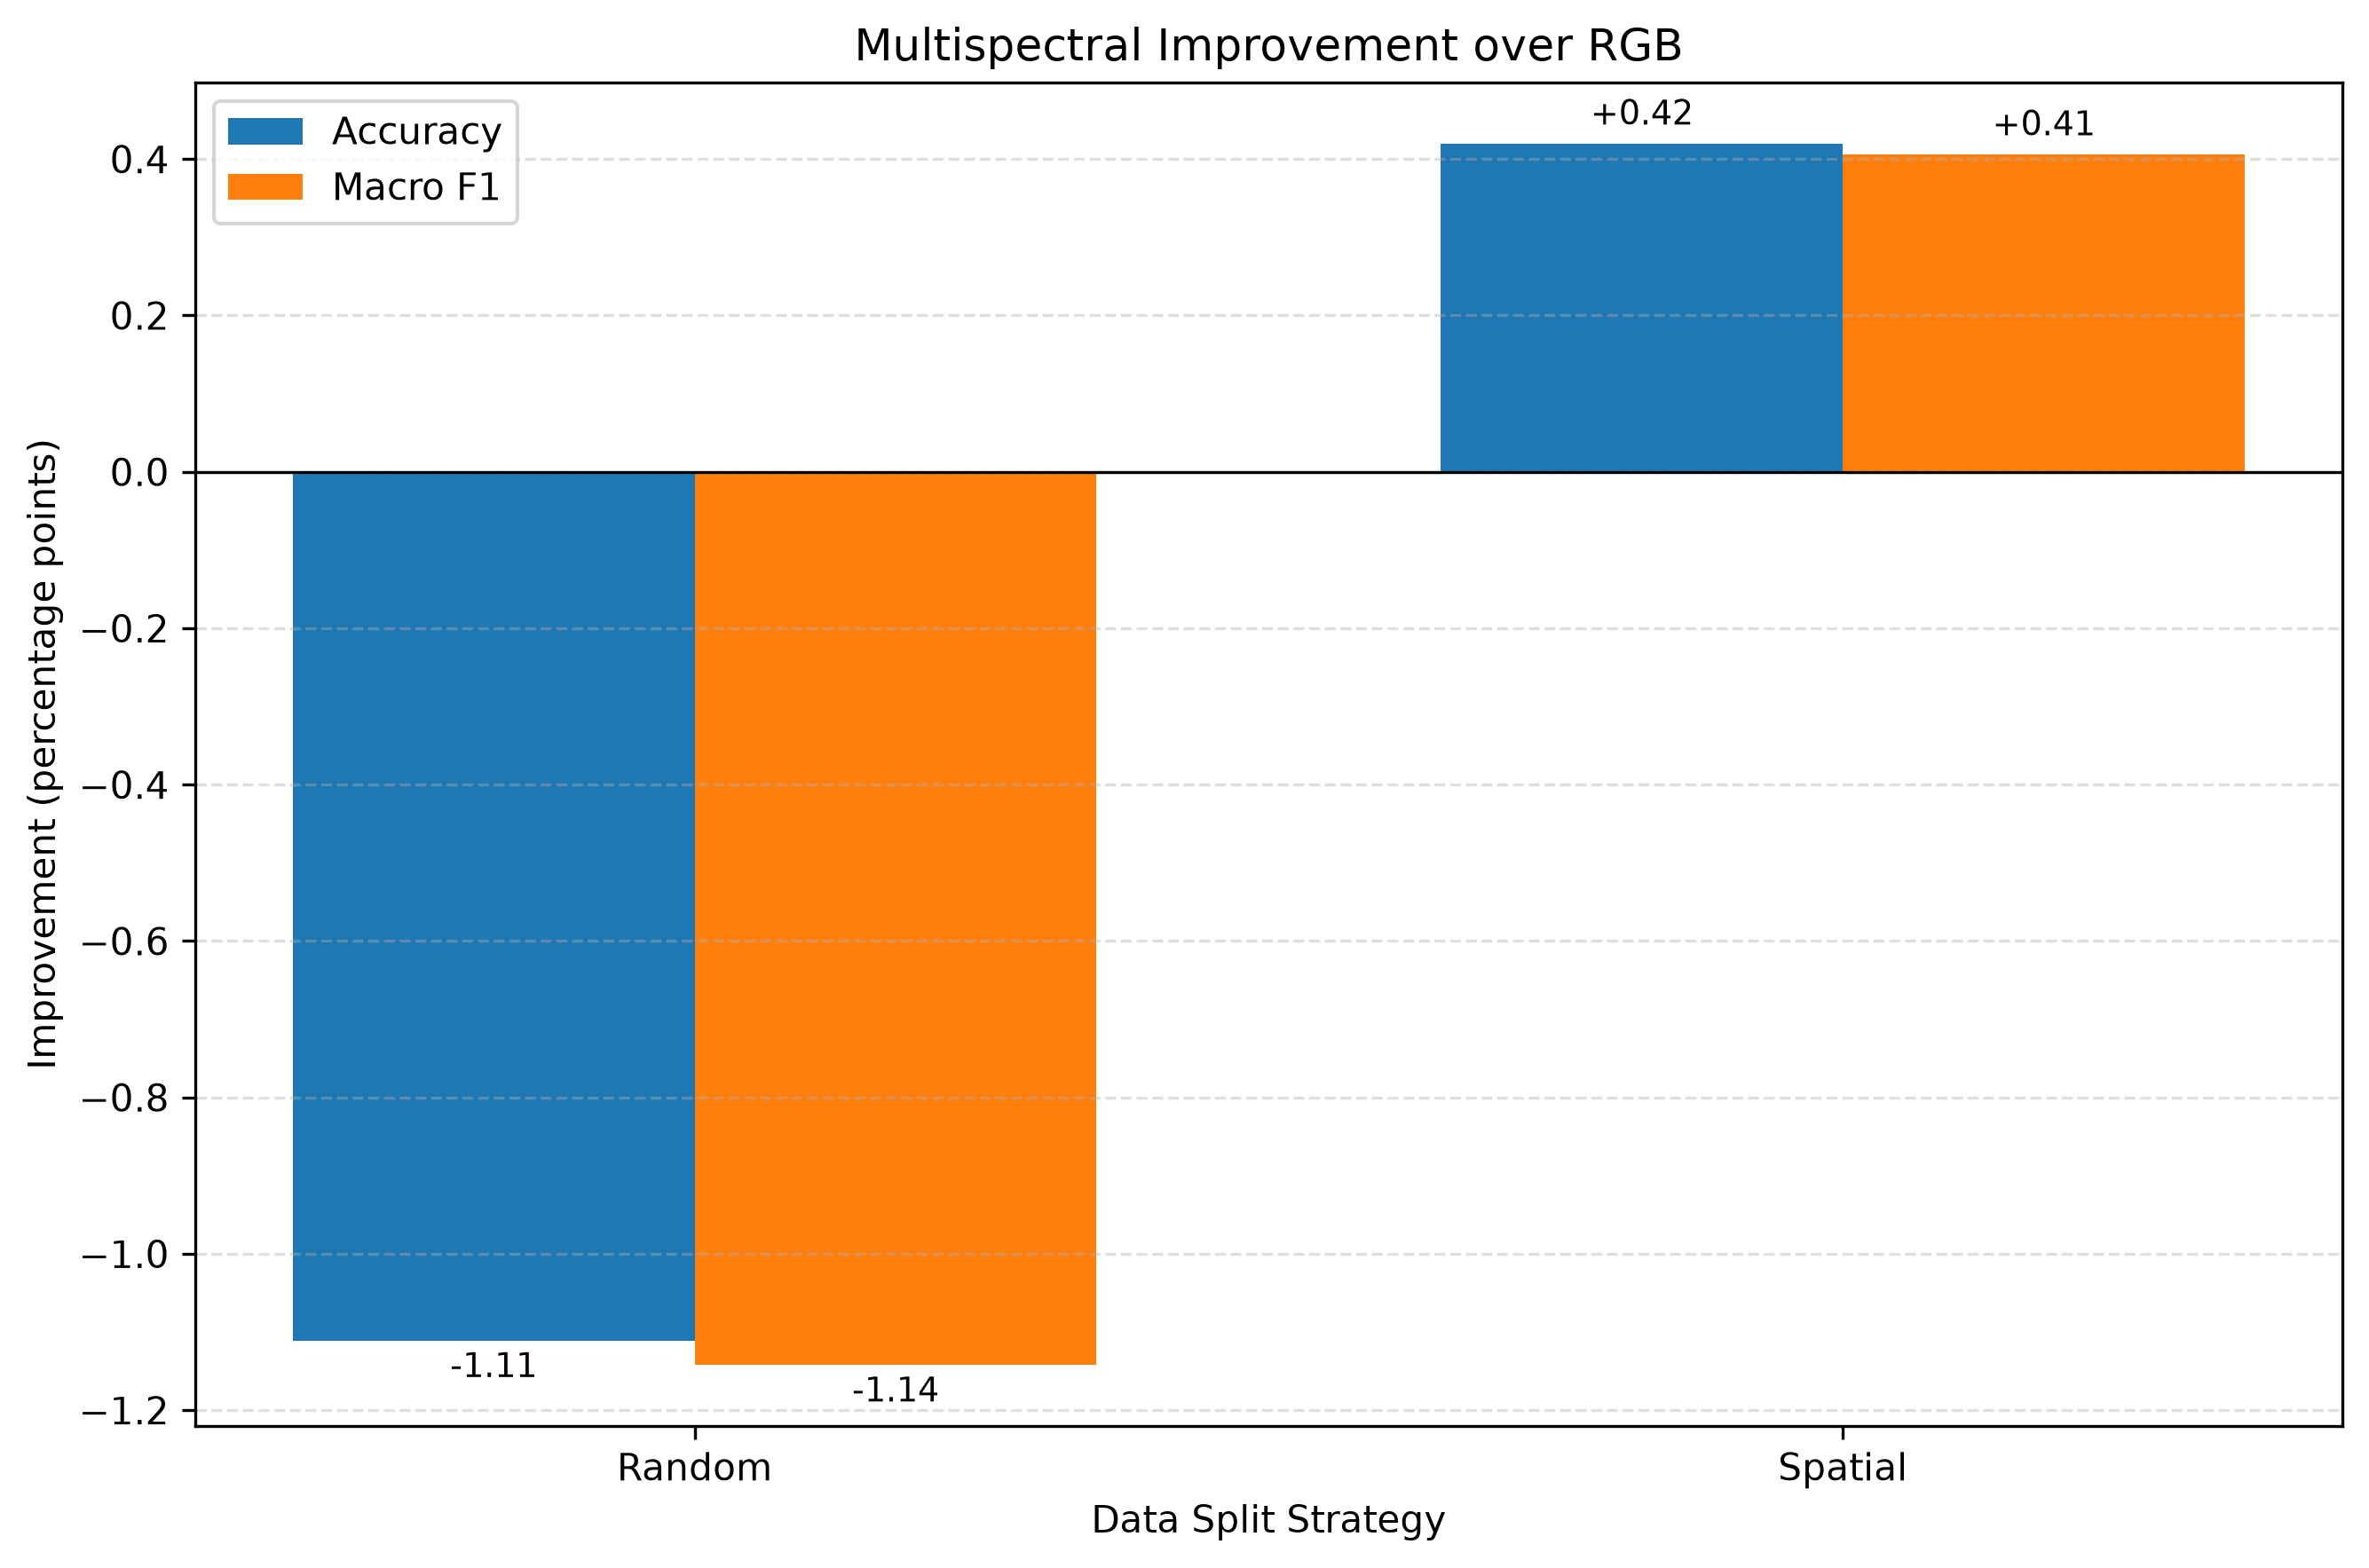 Multispectral Improvement over RGB
Accuracy
Macro F1
+0.42
+0.41
0.4
0.2
0.0
−0.2
−0.4
−0.6
−0.8
−1.0
−1.2
Improvement (percentage points)
-1.11
-1.14
Random
Spatial
Data Split Strategy